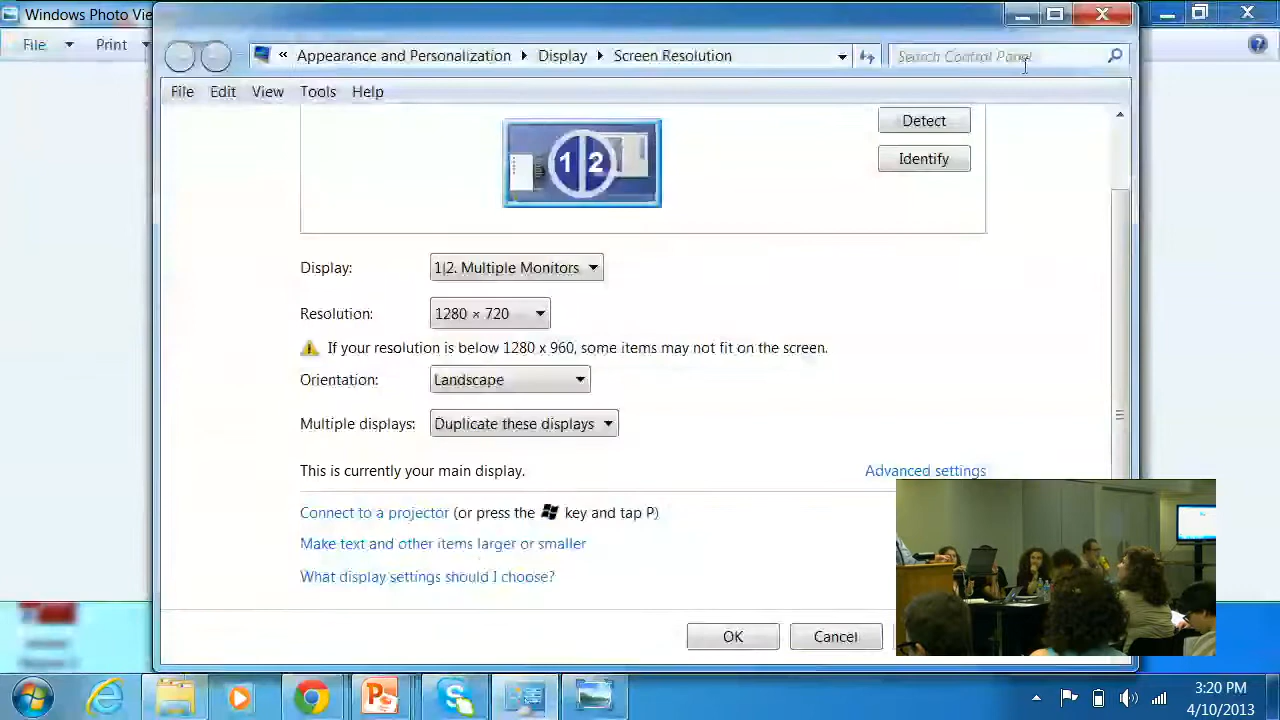 Windows Photo Vie
File Print
« Appearance and Personalization Display Screen Resolution
Search Control Panel
File Edit View Tools Help
1 2
Detect
Identify
Display: 1|2. Multiple Monitors
Resolution: 1280 × 720
If your resolution is below 1280 x 960, some items may not fit on the screen.
Orientation: Landscape
Multiple displays: Duplicate these displays
This is currently your main display.
Advanced settings
Connect to a projector (or press the key and tap P)
Make text and other items larger or smaller
What display settings should I choose?
OK Cancel
3:20 PM
4/10/2013